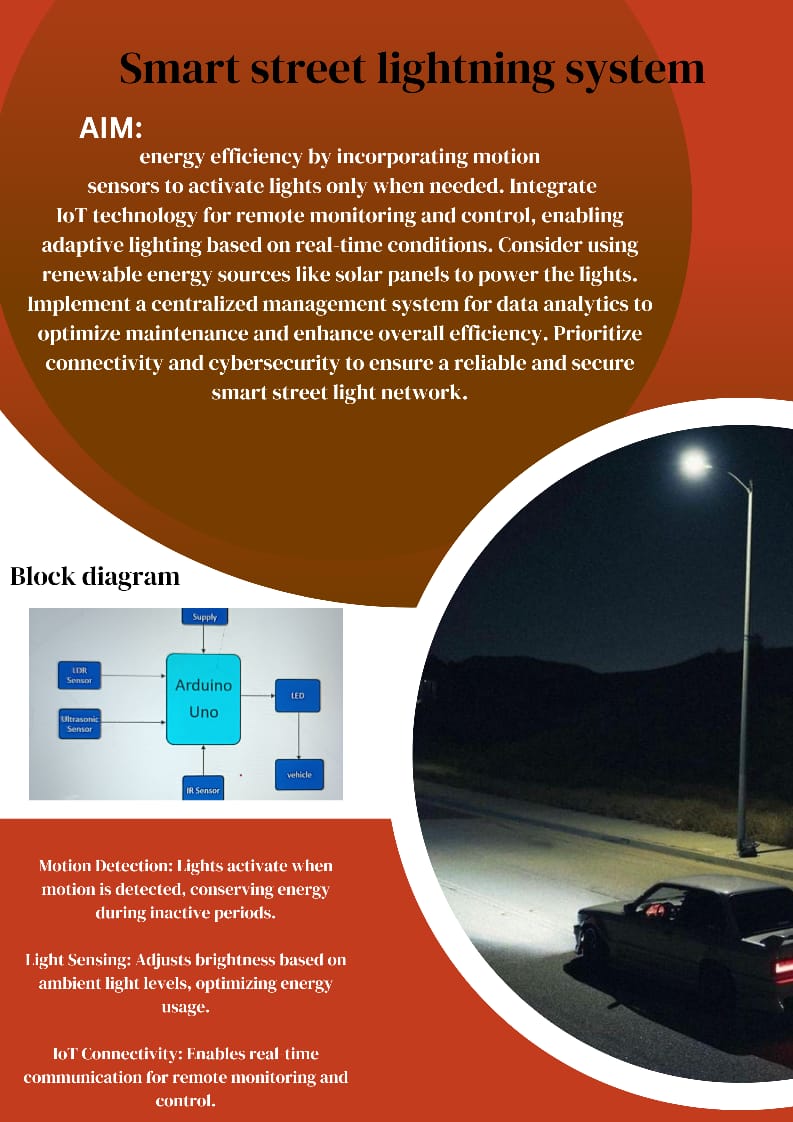 Smart street lightning system
AIM:
energy efficiency by incorporating motion
sensors to activate lights only when needed. Integrate
IoT technology for remote monitoring and control, enabling
adaptive lighting based on real-time conditions. Consider using
renewable energy sources like solar panels to power the lights.
Implement a centralized management system for data analytics to
optimize maintenance and enhance overall efficiency. Prioritize
connectivity and cybersecurity to ensure a reliable and secure
smart street light network.
Block diagram
Supply
LDR
Sensor
Arduino
Uno
LED
Ultrasonic
Sensor
vehicle
IR Sensor
Motion Detection: Lights activate when
motion is detected, conserving energy
during inactive periods.
Light Sensing: Adjusts brightness based on
ambient light levels, optimizing energy
usage.
IoT Connectivity: Enables real-time
communication for remote monitoring and
control.